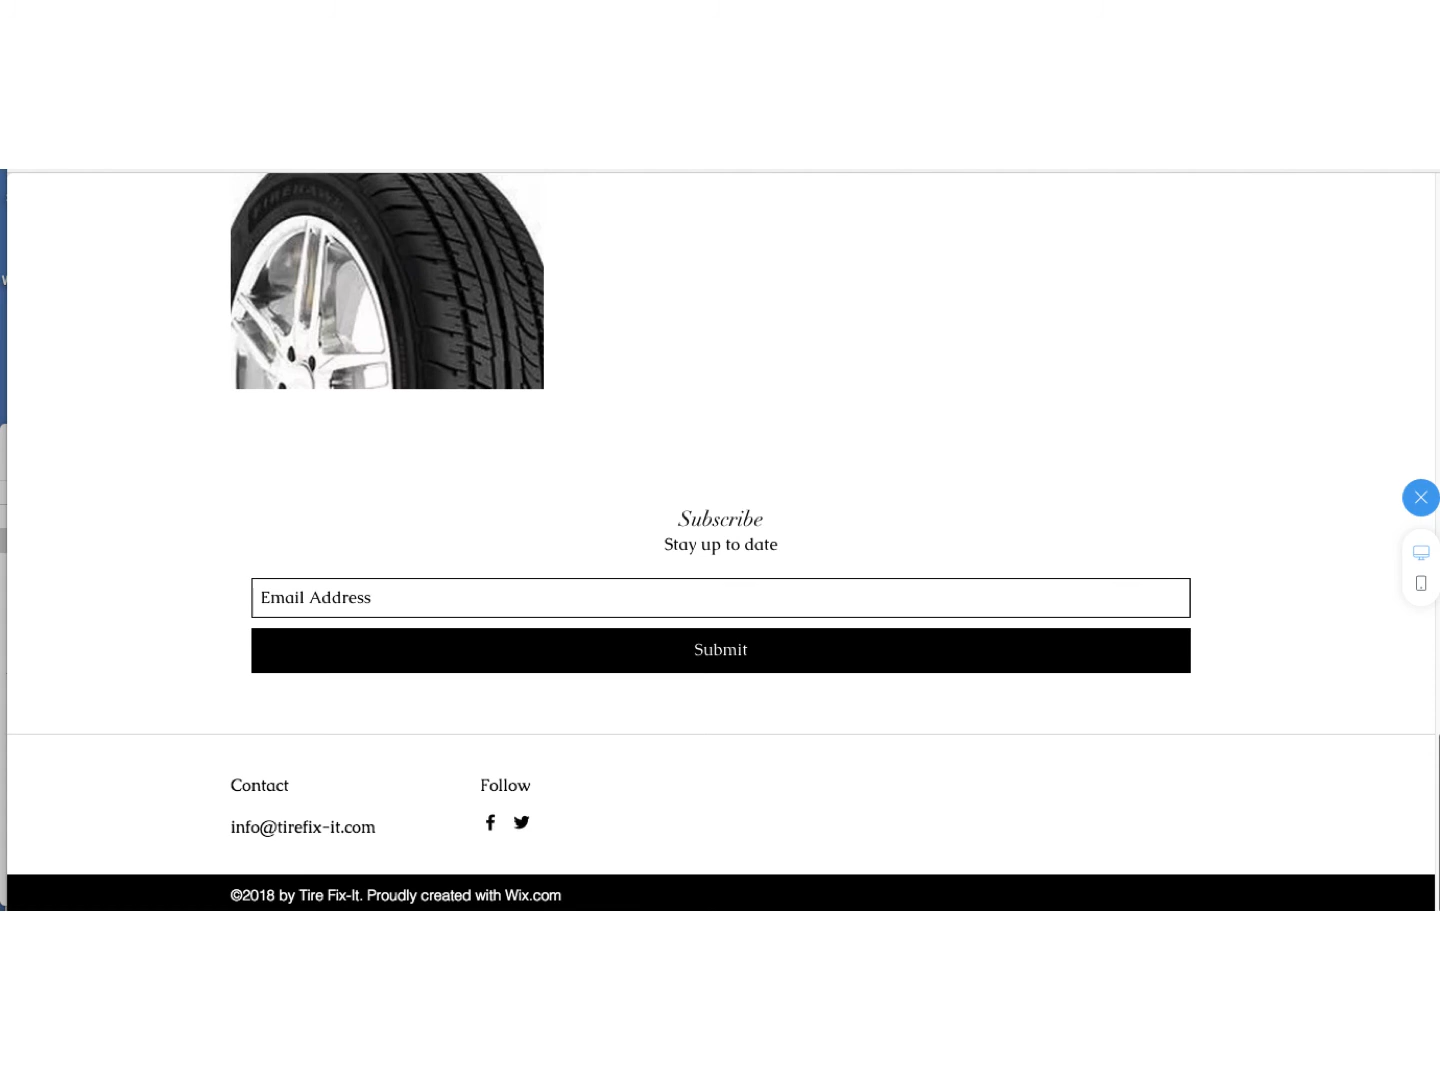 FIREHAWK
Subscribe
Stay up to date
Email Address
Submit
Contact
Follow
info@tirefix-it.com
©2018 by Tire Fix-It. Proudly created with Wix.com